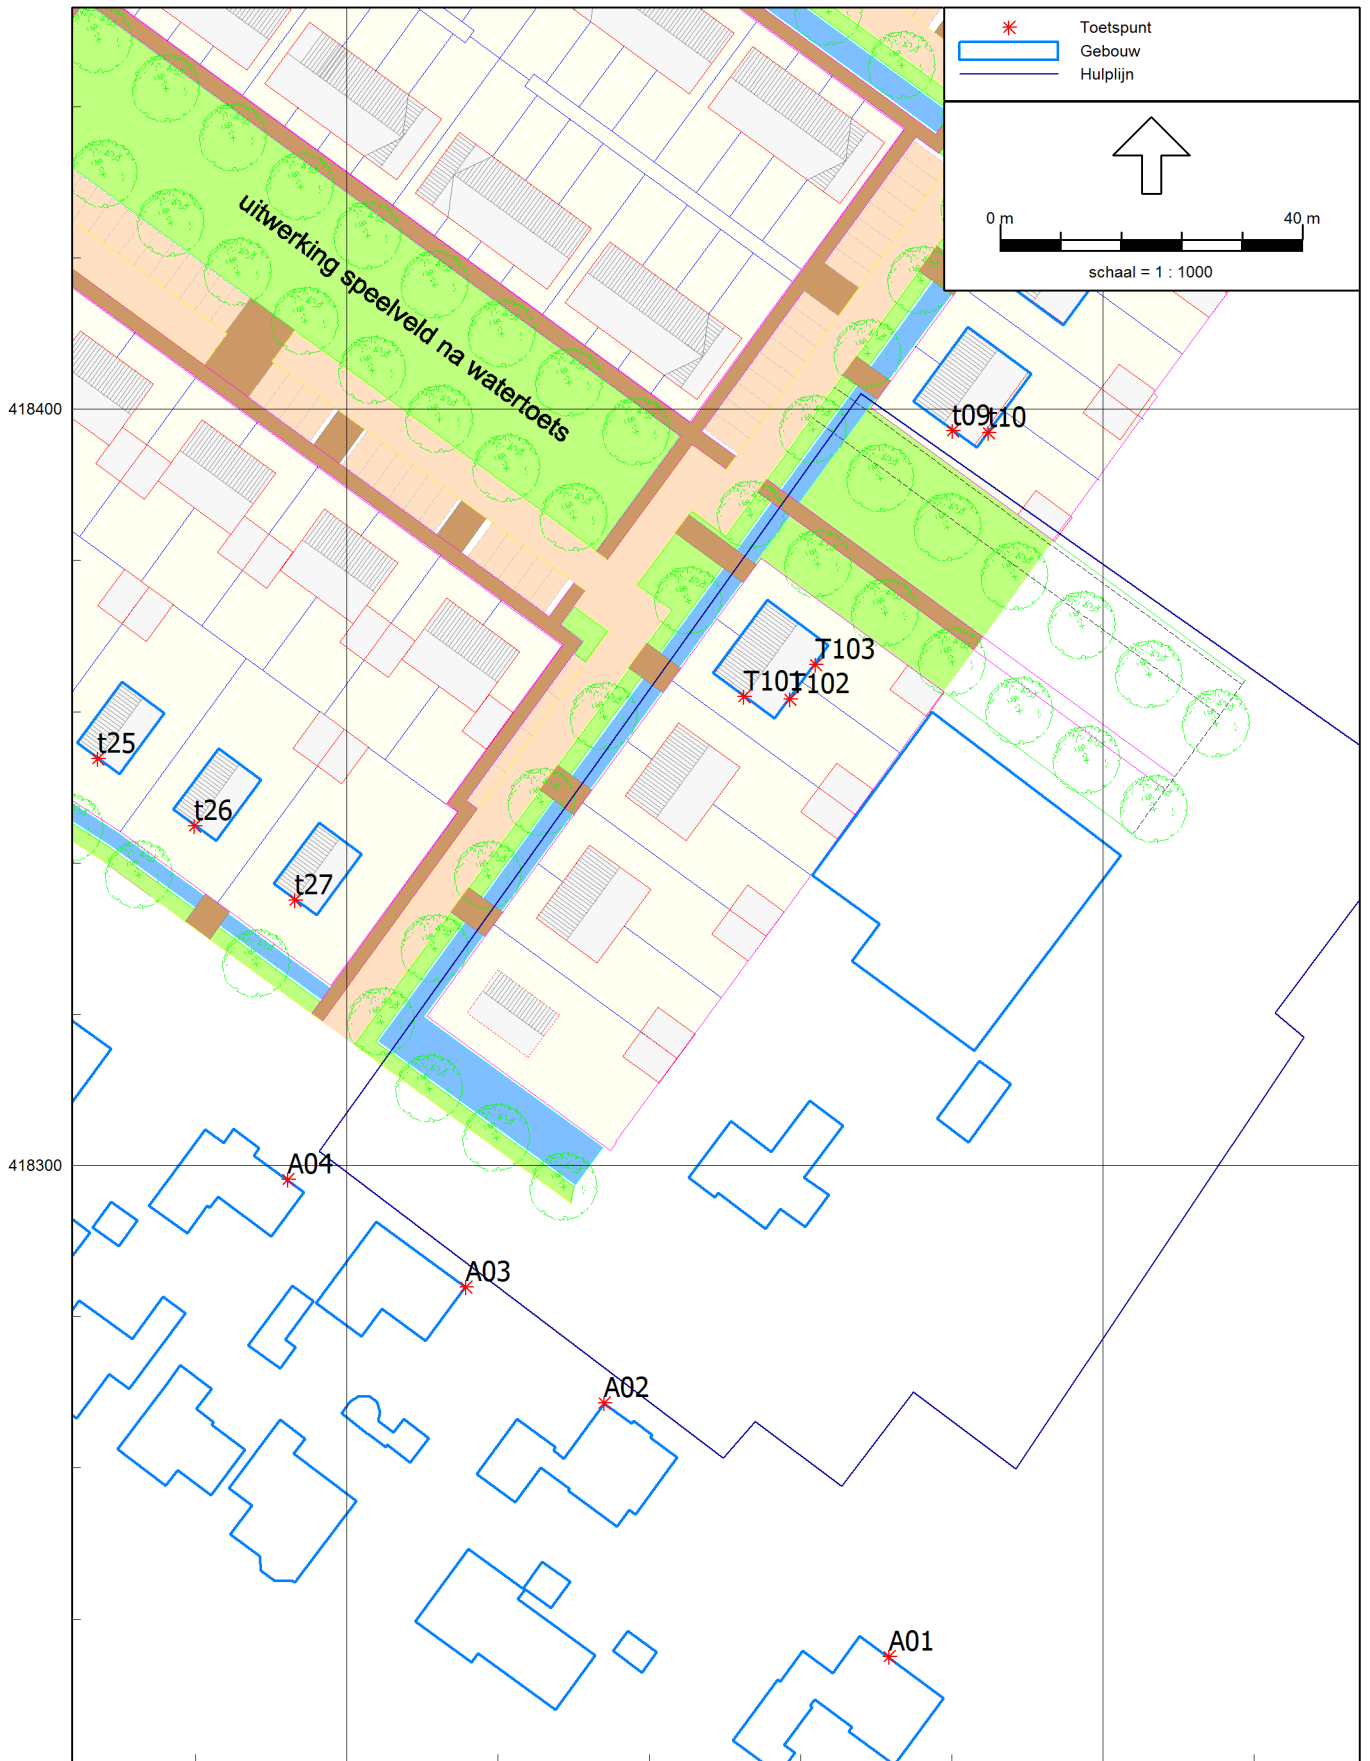 Toetspunt
Gebouw
Hulplijn
0 m
40 m
schaal = 1 : 1000
uitwerking speelveld na watertoets
418400
t09
t10
T103
T101
T102
t25
t26
t27
418300
A04
A03
A02
A01